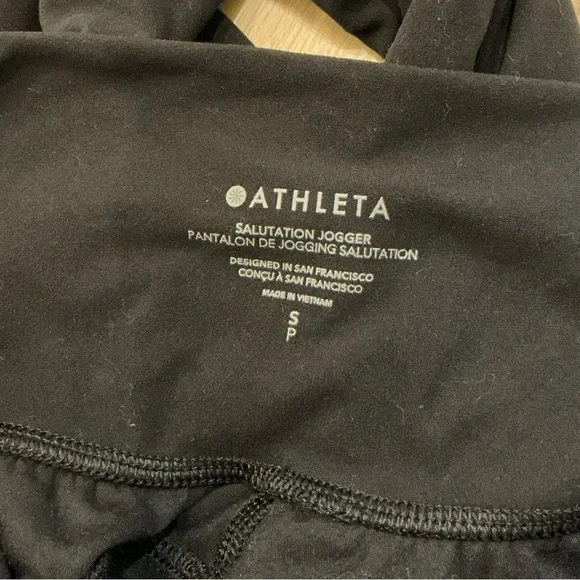 ATHLETA
SALUTATION JOGGER
PANTALON DE JOGGING SALUTATION
DESIGNED IN SAN FRANCISCO
CONÇU À SAN FRANCISCO
MADE IN VIETNAM
S
P